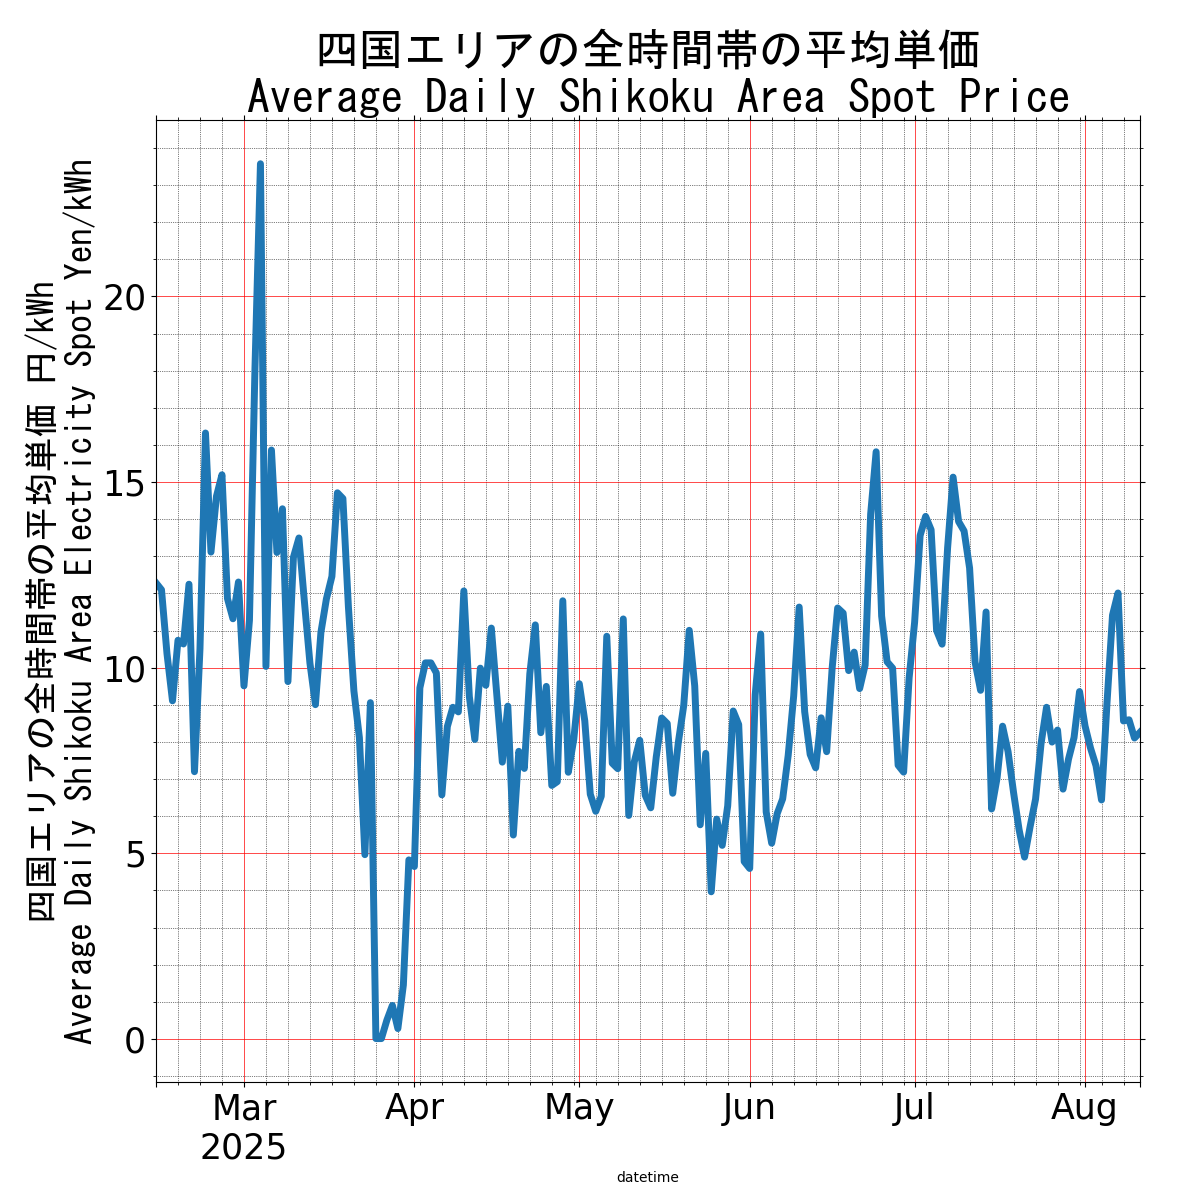 四国エリアの全時間帯の平均単価
Average Daily Shikoku Area Spot Price
四国エリアの全時間帯の平均単価 円/kWh
Average Daily Shikoku Area Electricity Spot Yen/kWh
20
15
10
5
0
Mar
2025
Apr
May
Jun
Jul
Aug
datetime